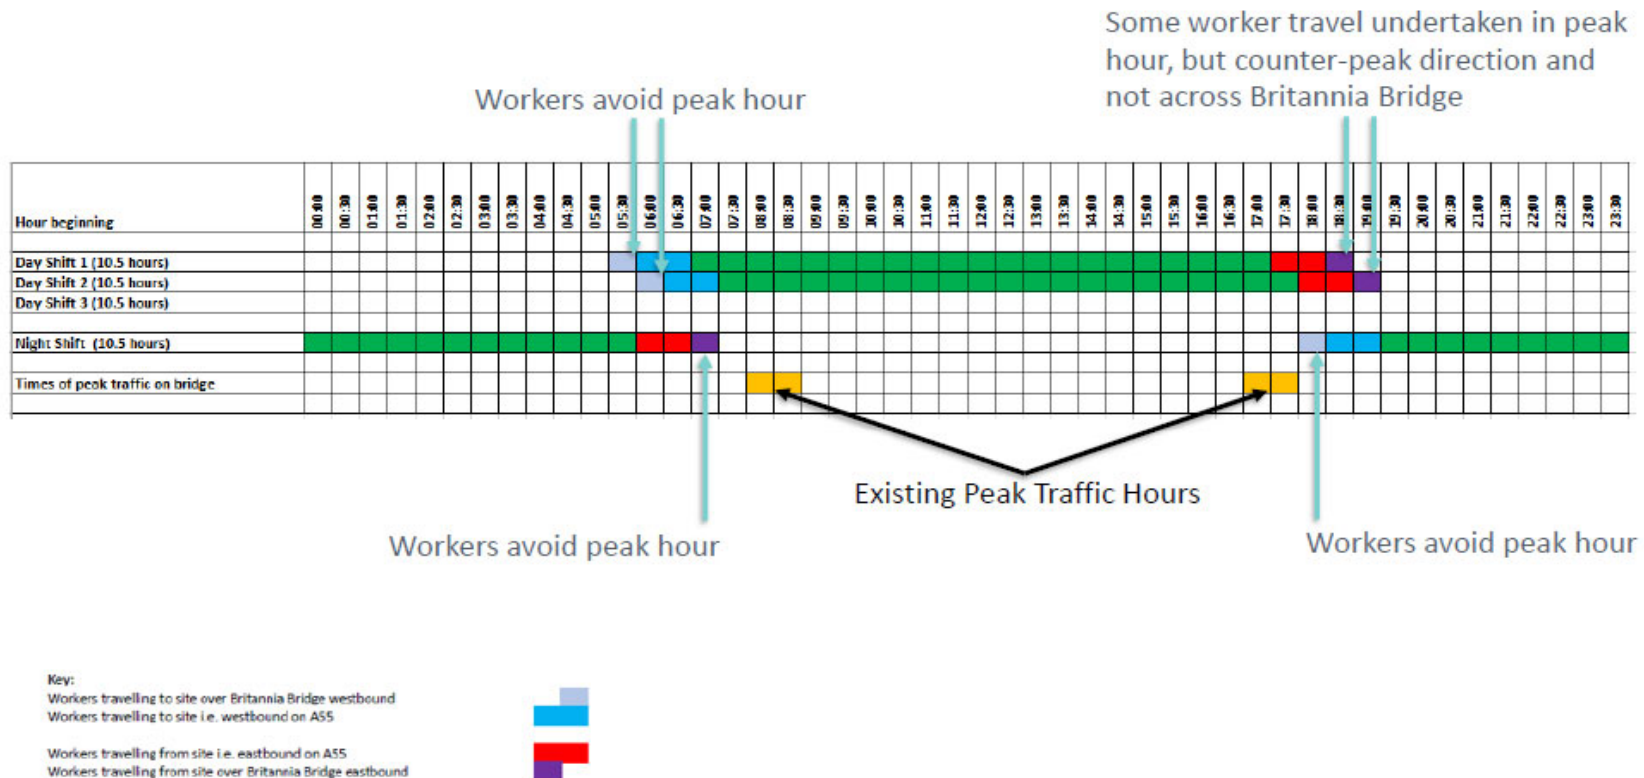 Some worker travel undertaken in peak
hour, but counter-peak direction and
not across Britannia Bridge
Workers avoid peak hour
Hour beginning 00:00 00:30 01:00 01:30 02:00 02:30 03:00 03:30 04:00 04:30 05:00 05:30 06:00 06:30 07:00 07:30 08:00 08:30 09:00 09:30 10:00 10:30 11:00 11:30 12:00 12:30 13:00 13:30 14:00 14:30 15:00 15:30 16:00 16:30 17:00 17:30 18:00 18:30 19:00 19:30 20:00 20:30 21:00 21:30 22:00 22:30 23:00 23:30
Day Shift 1 (10.5 hours)
Day Shift 2 (10.5 hours)
Day Shift 3 (10.5 hours)
Night Shift (10.5 hours)
Times of peak traffic on bridge
Existing Peak Traffic Hours
Workers avoid peak hour
Workers avoid peak hour
Key:
Workers travelling to site over Britannia Bridge westbound
Workers travelling to site i.e. westbound on A55
Workers travelling from site i.e. eastbound on A55
Workers travelling from site over Britannia Bridge eastbound